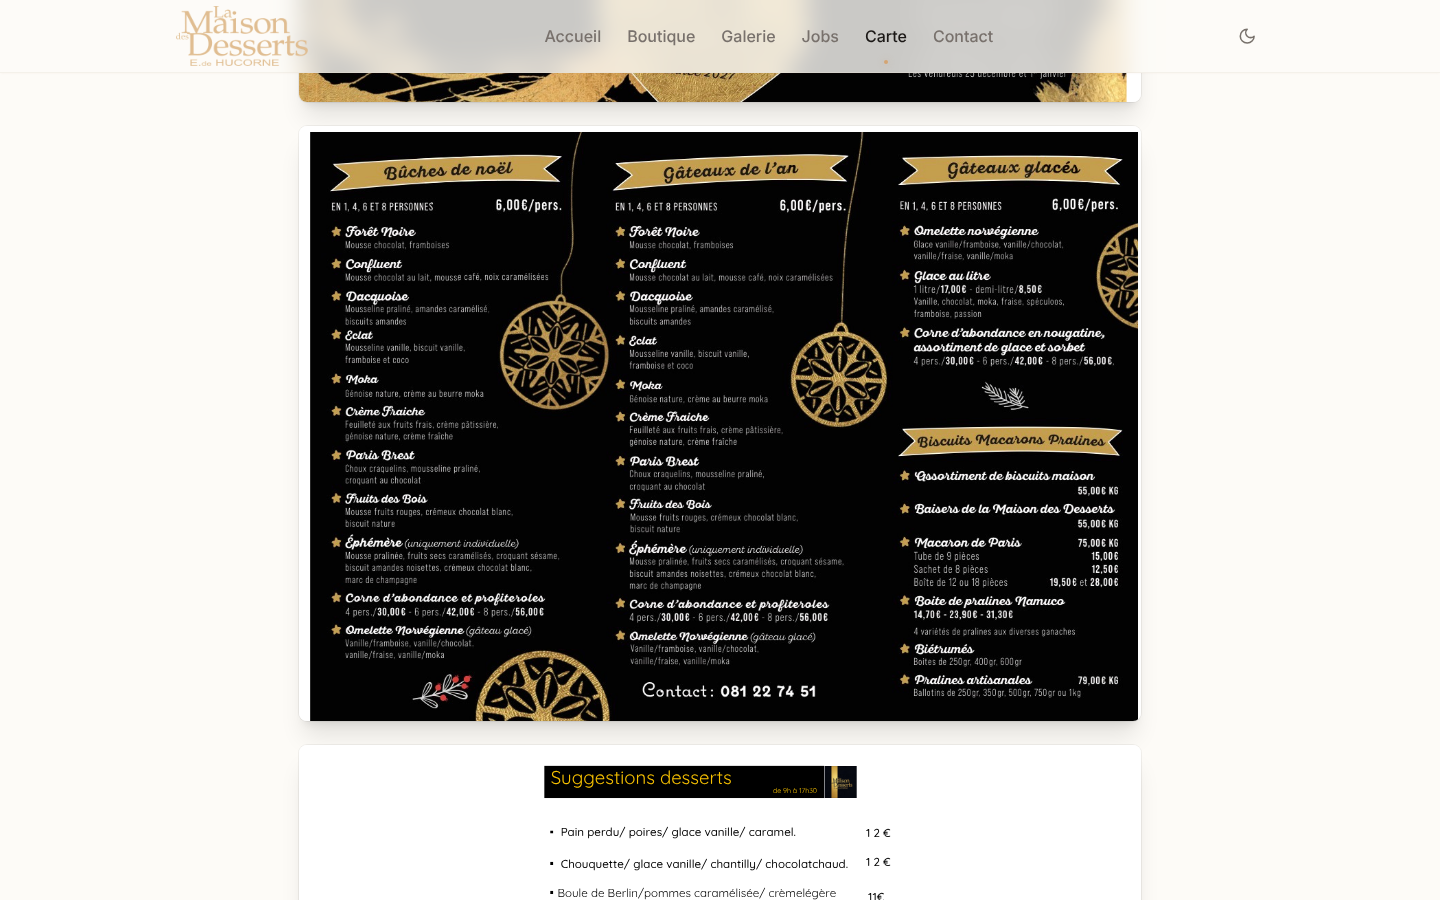 La
Maison
des
Desserts
E.de HUCORNE
Accueil
Boutique
Galerie
Jobs
Carte
Contact
Les vendredis 25 décembre et 1er janvier
Bûches de noël
EN 1, 4, 6 ET 8 PERSONNES 6,00€/pers.
Forêt Noire
Mousse chocolat, framboises
Confluent
Mousse chocolat au lait, mousse café, noix caramélisées
Dacquoise
Mousseline praliné, amandes caramélisé,
biscuits amandes
Eclat
Mousseline vanille, biscuit vanille,
framboise et coco
Moka
Génoise nature, crème au beurre moka
Crème Fraiche
Feuilleté aux fruits frais, crème pâtissière,
génoise nature, crème fraîche
Paris Brest
Choux craquelins, mousseline praliné,
croquant au chocolat
Fruits des Bois
Mousse fruits rouges, crémeux chocolat blanc,
biscuit nature
Éphémère (uniquement individuelle)
Mousse pralinée, fruits secs caramélisés, croquant sésame,
biscuit amandes noisettes, crémeux chocolat blanc,
marc de champagne
Corne d'abondance et profiteroles
4 pers./30,00€ - 6 pers./42,00€ - 8 pers./56,00€
Omelette Norvégienne (gâteau glacé)
Vanille/framboise, vanille/chocolat,
vanille/fraise, vanille/moka
Gâteaux de l'an
EN 1, 4, 6 ET 8 PERSONNES 6,00€/pers.
Forêt Noire
Mousse chocolat, framboises
Confluent
Mousse chocolat au lait, mousse café, noix caramélisées
Dacquoise
Mousseline praliné, amandes caramélisé,
biscuits amandes
Eclat
Mousseline vanille, biscuit vanille,
framboise et coco
Moka
Génoise nature, crème au beurre moka
Crème Fraiche
Feuilleté aux fruits frais, crème pâtissière,
génoise nature, crème fraîche
Paris Brest
Choux craquelins, mousseline praliné,
croquant au chocolat
Fruits des Bois
Mousse fruits rouges, crémeux chocolat blanc,
biscuit nature
Éphémère (uniquement individuelle)
Mousse pralinée, fruits secs caramélisés, croquant sésame,
biscuit amandes noisettes, crémeux chocolat blanc,
marc de champagne
Corne d'abondance et profiteroles
4 pers./30,00€ - 6 pers./42,00€ - 8 pers./56,00€
Omelette Norvégienne (gâteau glacé)
Vanille/framboise, vanille/chocolat,
vanille/fraise, vanille/moka
Contact : 081 22 74 51
Gâteaux glacés
EN 1, 4, 6 ET 8 PERSONNES 6,00€/pers.
Omelette norvégienne
Glace vanille/framboise, vanille/chocolat,
vanille/fraise, vanille/moka
Glace au litre
1 litre/17,00€ - demi-litre/8,50€
Vanille, chocolat, moka, fraise, spéculoos,
framboise, passion
Corne d'abondance en nougatine,
assortiment de glace et sorbet
4 pers./30,00€ - 6 pers./42,00€ - 8 pers./56,00€.
Biscuits Macarons Pralines
Assortiment de biscuits maison
55,00€ KG
Baisers de la Maison des Desserts
55,00€ KG
Macaron de Paris 75,00€ KG
Tube de 9 pièces 15,00€
Sachet de 8 pièces 12,50€
Boîte de 12 ou 18 pièces 19,50€ et 28,00€
Boite de pralines Namuco
14,70€ - 23,90€ - 31,30€
4 variétés de pralines aux diverses ganaches
Biétrumés
Boites de 250gr, 400gr, 600gr
Pralines artisanales 79,00€ KG
Ballotins de 250gr, 350gr, 500gr, 750gr ou 1kg
Suggestions desserts
de 9h à 17h30
▪ Pain perdu/ poires/ glace vanille/ caramel. 1 2 €
▪ Chouquette/ glace vanille/ chantilly/ chocolatchaud. 1 2 €
▪ Boule de Berlin/pommes caramélisée/ crèmelégère 11€